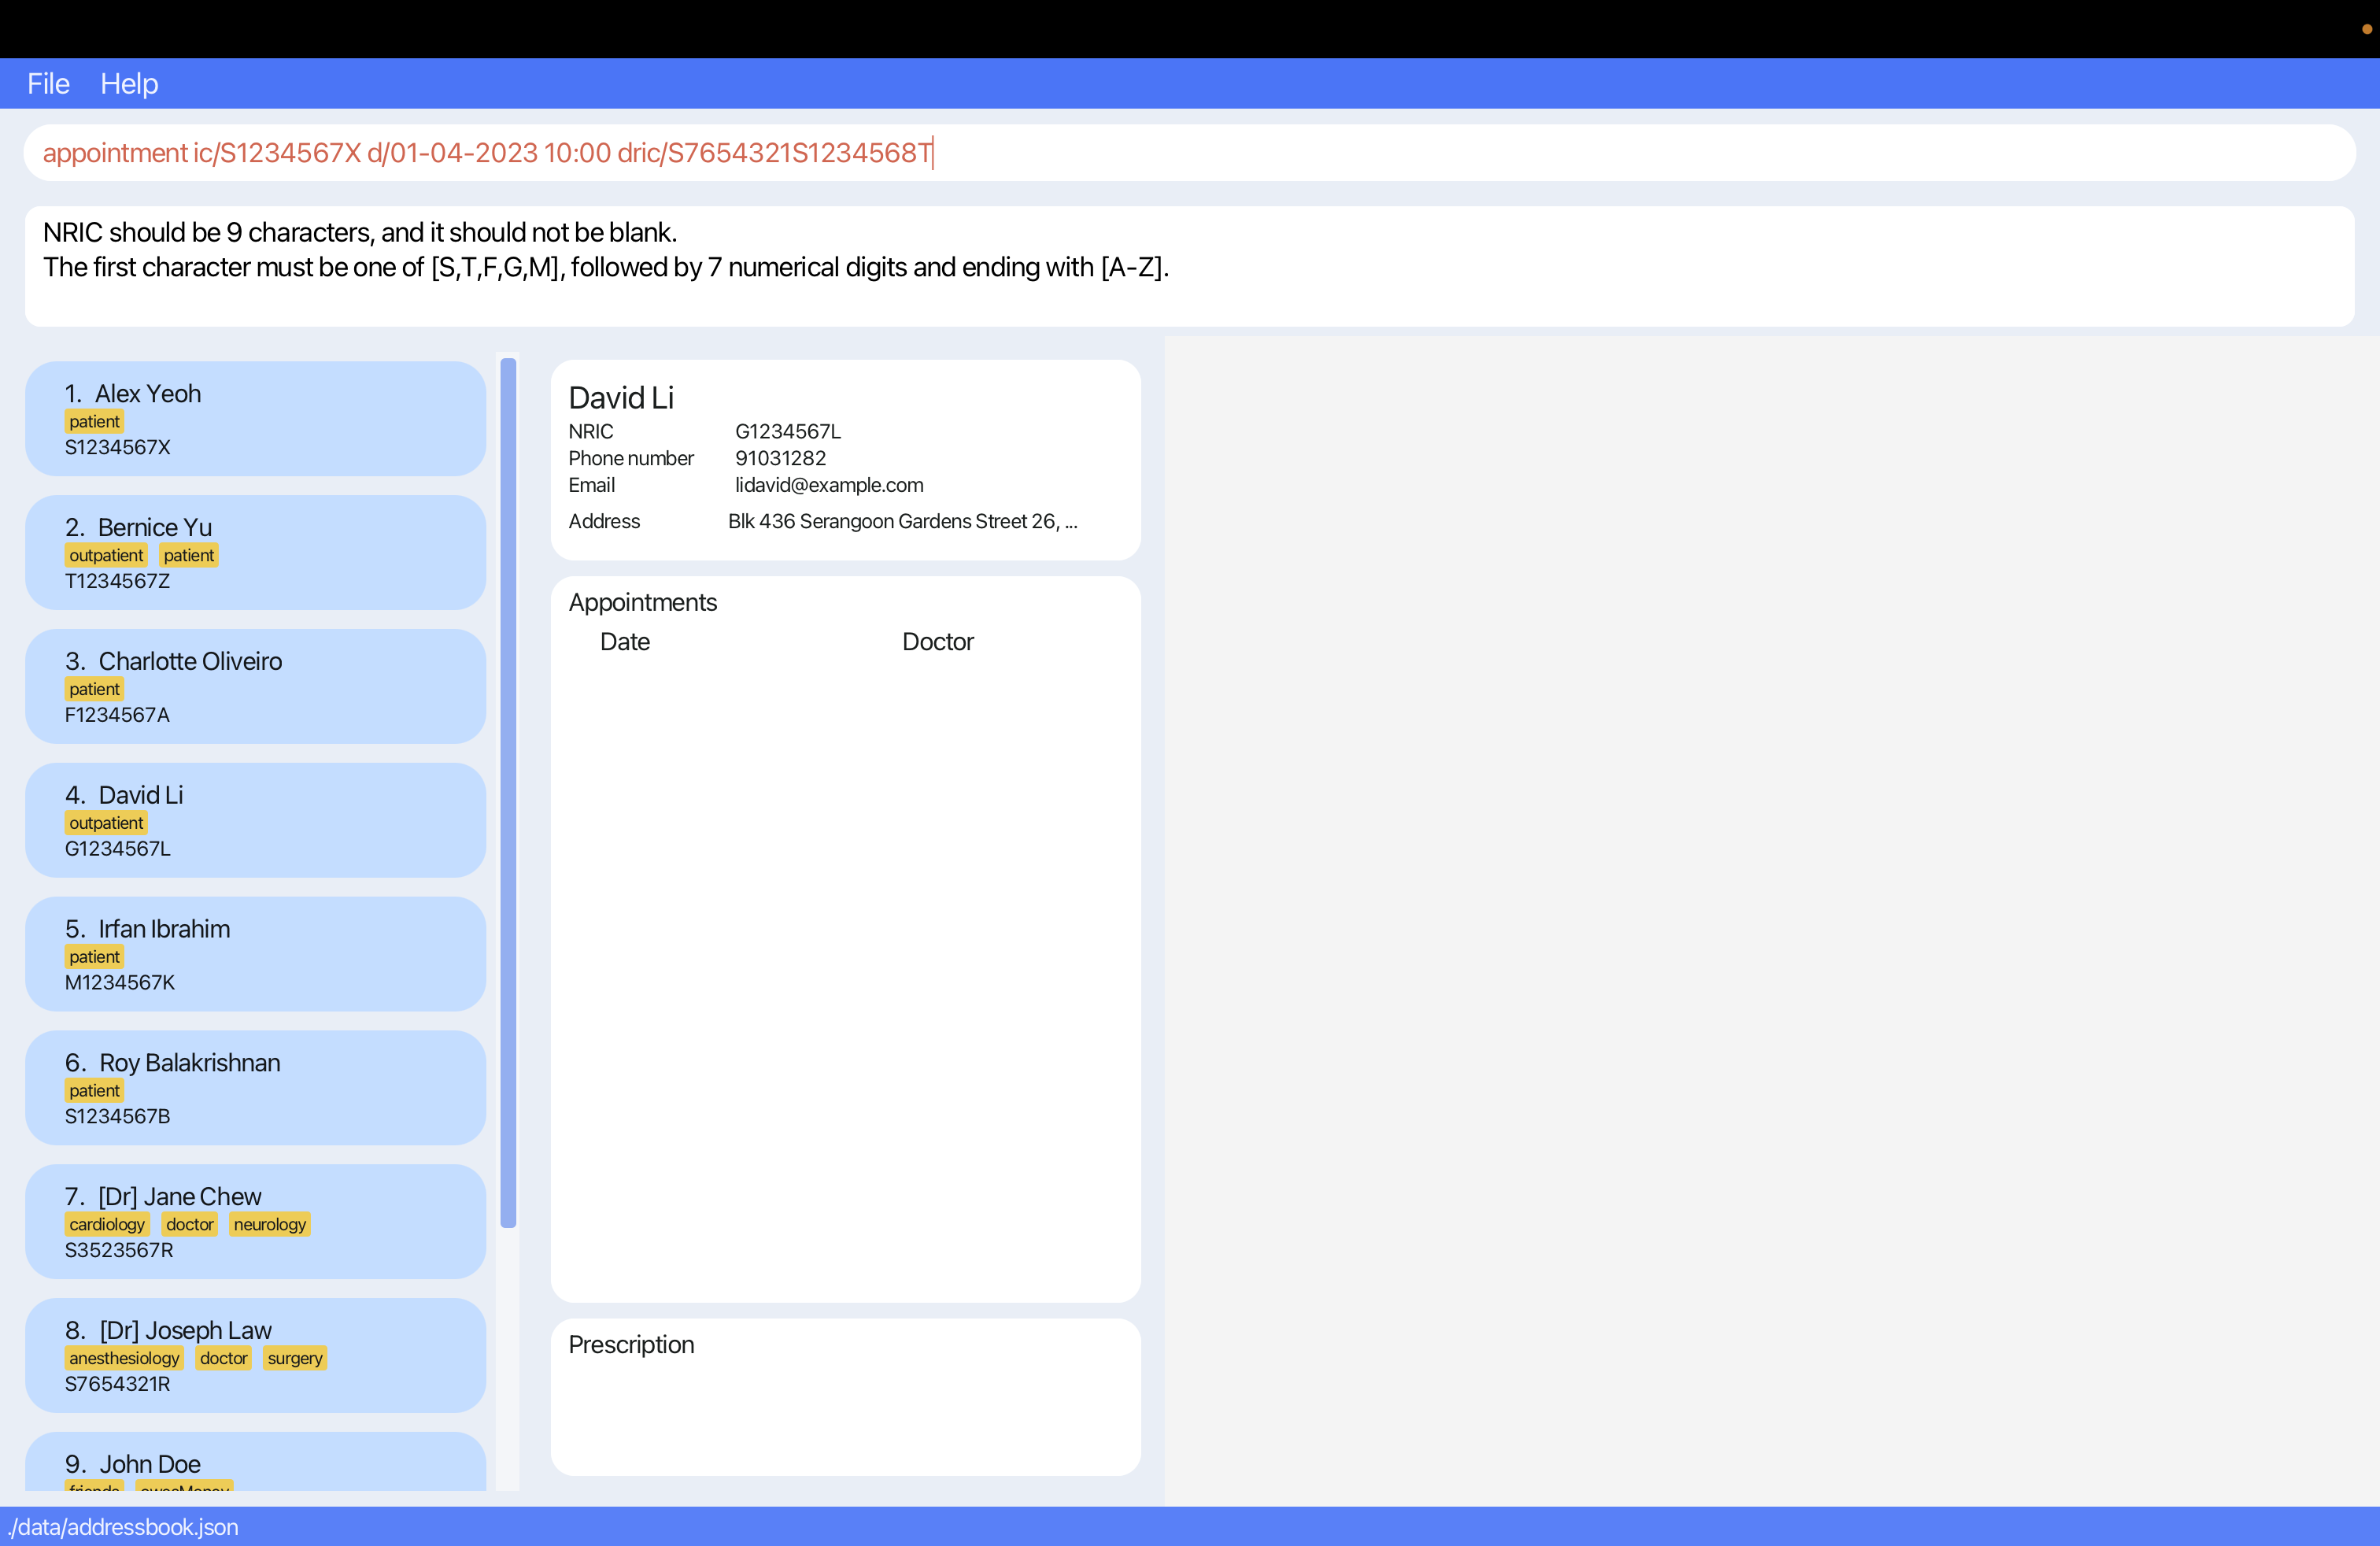 File Help
appointment ic/S1234567X d/01-04-2023 10:00 dric/S7654321S1234568T
NRIC should be 9 characters, and it should not be blank.
The first character must be one of [S,T,F,G,M], followed by 7 numerical digits and ending with [A-Z].
1. Alex Yeoh
patient
S1234567X
2. Bernice Yu
outpatient patient
T1234567Z
3. Charlotte Oliveiro
patient
F1234567A
4. David Li
outpatient
G1234567L
5. Irfan Ibrahim
patient
M1234567K
6. Roy Balakrishnan
patient
S1234567B
7. [Dr] Jane Chew
cardiology doctor neurology
S3523567R
8. [Dr] Joseph Law
anesthesiology doctor surgery
S7654321R
9. John Doe
friends owesMoney
David Li
NRIC G1234567L
Phone number 91031282
Email lidavid@example.com
Address Blk 436 Serangoon Gardens Street 26, ...
Appointments
Date Doctor
Prescription
./data/addressbook.json